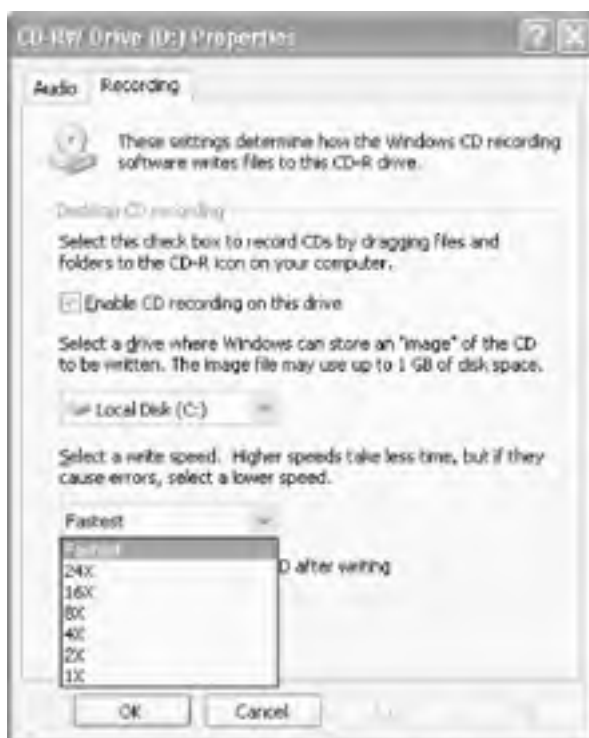 CD-RW Drive (D:) Properties
Audio Recording
These settings determine how the Windows CD recording
software writes files to this CD-R drive.
Desktop CD recording
Select this check box to record CDs by dragging files and
folders to the CD-R icon on your computer.
Enable CD recording on this drive
Select a drive where Windows can store an "image" of the CD
to be written. The image file may use up to 1 GB of disk space.
Local Disk (C:)
Select a write speed. Higher speeds take less time, but if they
cause errors, select a lower speed.
Fastest
Fastest
24X
D after writing
16X
8X
4X
2X
1X
OK Cancel